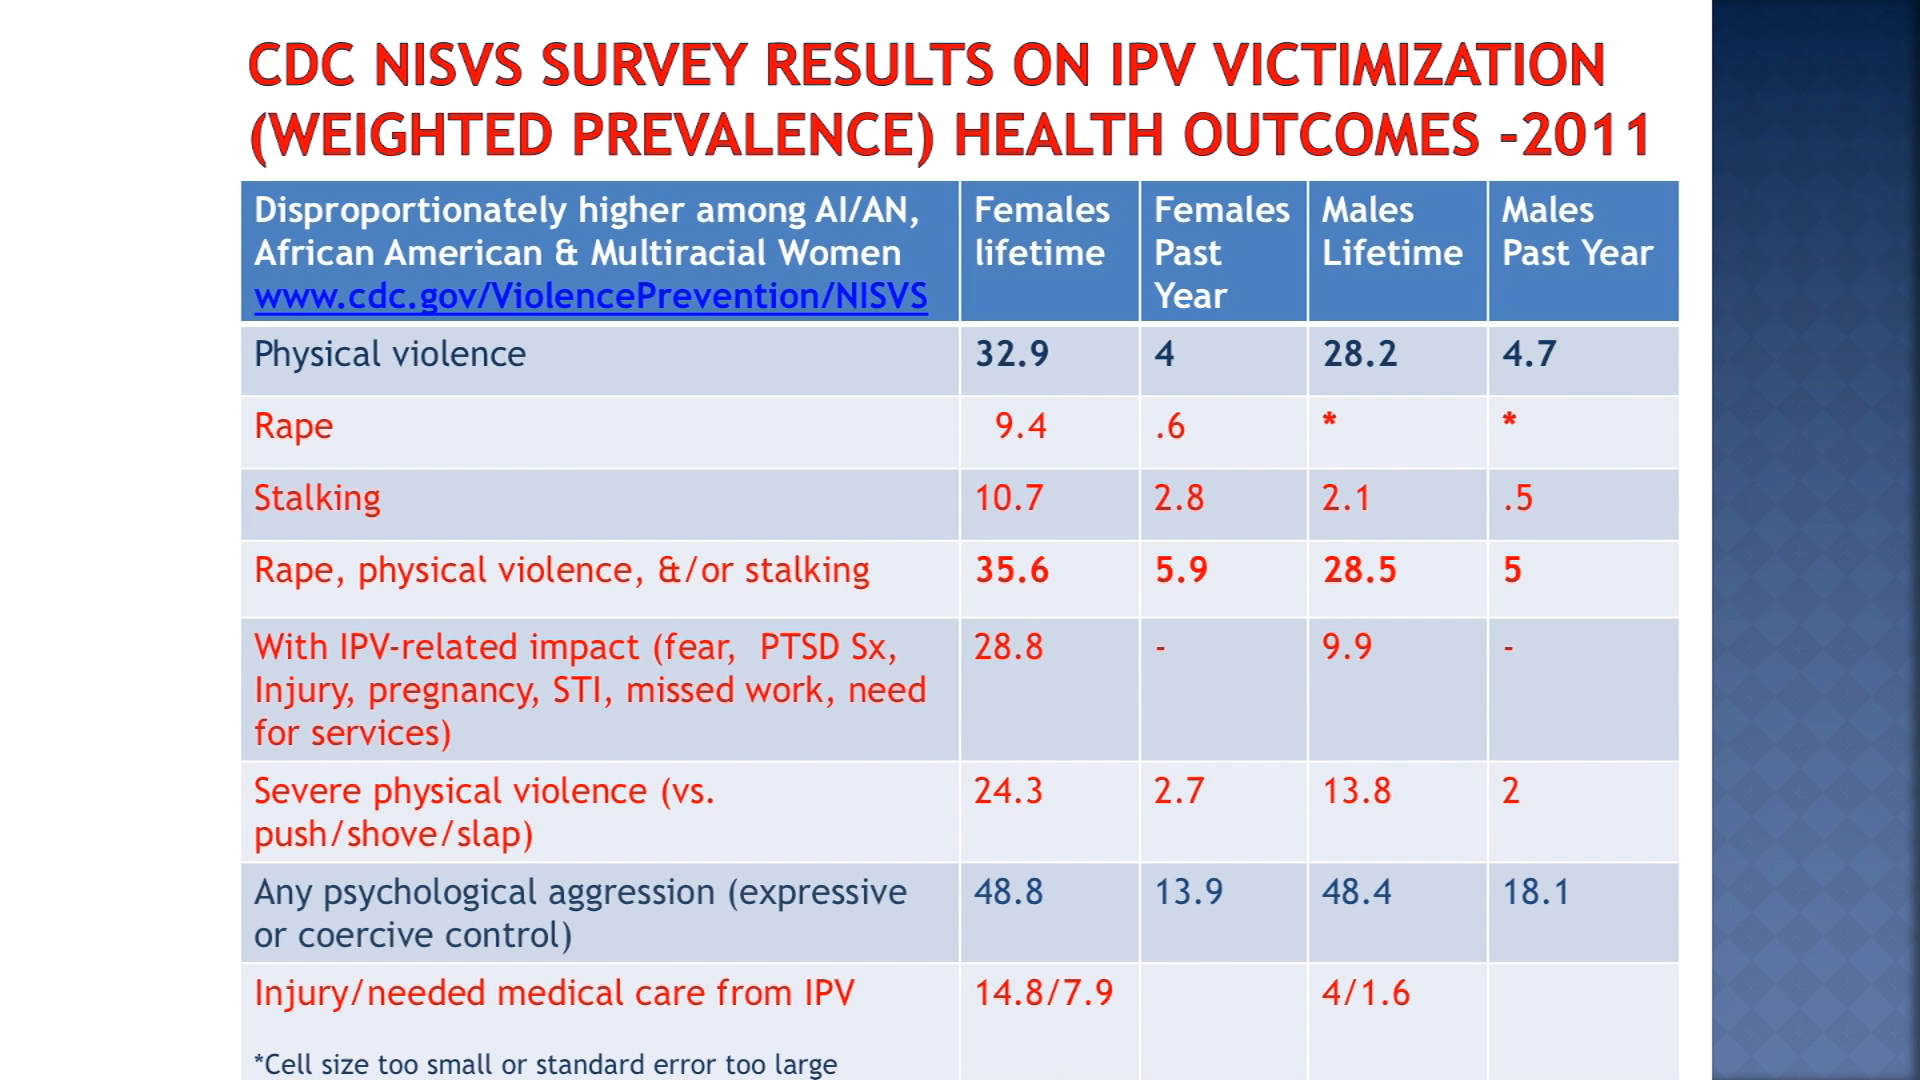 CDC NISVS SURVEY RESULTS ON IPV VICTIMIZATION
(WEIGHTED PREVALENCE) HEALTH OUTCOMES -2011
Disproportionately higher among AI/AN,
African American & Multiracial Women
www.cdc.gov/ViolencePrevention/NISVS
Females
lifetime
Females
Past
Year
Males
Lifetime
Males
Past Year
Physical violence 32.9 4 28.2 4.7
Rape 9.4 .6 * *
Stalking 10.7 2.8 2.1 .5
Rape, physical violence, &/or stalking 35.6 5.9 28.5 5
With IPV-related impact (fear, PTSD Sx, 28.8 - 9.9 -
Injury, pregnancy, STI, missed work, need
for services)
Severe physical violence (vs. 24.3 2.7 13.8 2
push/shove/slap)
Any psychological aggression (expressive 48.8 13.9 48.4 18.1
or coercive control)
Injury/needed medical care from IPV 14.8/7.9 4/1.6
*Cell size too small or standard error too large